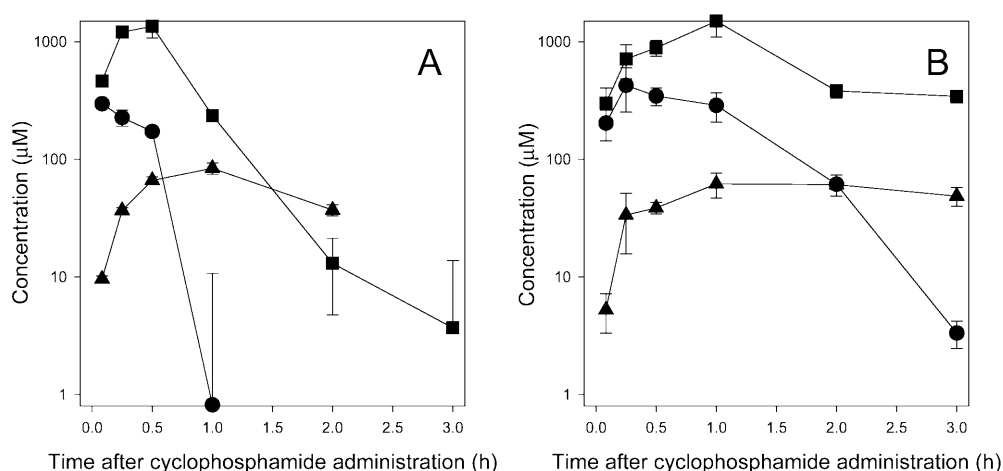 A
Concentration (μM)
1000
100
10
1
0.0 0.5 1.0 1.5 2.0 2.5 3.0
Time after cyclophosphamide administration (h)
B
Concentration (μM)
1000
100
10
1
0.0 0.5 1.0 1.5 2.0 2.5 3.0
Time after cyclophosphamide administration (h)